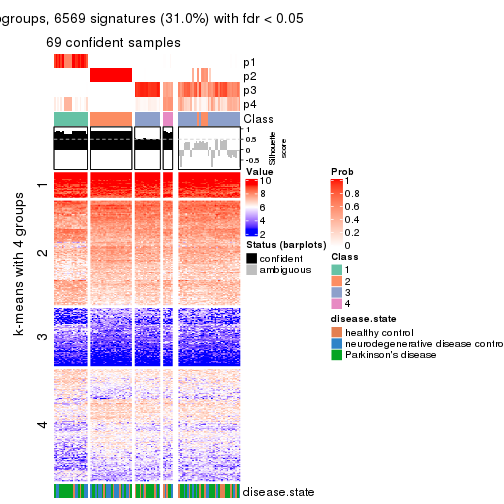 ogroups, 6569 signatures (31.0%) with fdr < 0.05
69 confident samples
p1
p2
p3
p4
Class
1
0.5
0
-0.5
Silhouette
score
k-means with 4 groups
1
2
3
4
Value
10
8
6
4
2
Status (barplots)
confident
ambiguous
Prob
1
0.8
0.6
0.4
0.2
0
Class
1
2
3
4
disease.state
healthy control
neurodegenerative disease contro
Parkinson's disease
disease.state